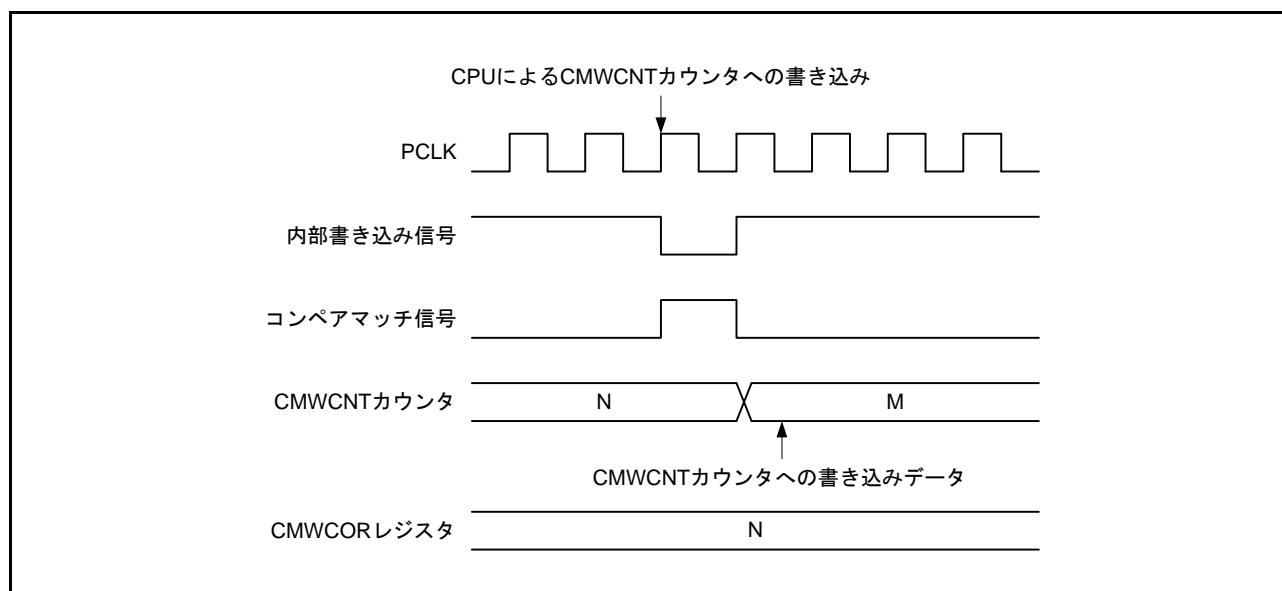 CPUによるCMWCNTカウンタへの書き込み
PCLK
内部書き込み信号
コンペアマッチ信号
CMWCNTカウンタ
N
M
CMWCNTカウンタへの書き込みデータ
CMWCORレジスタ
N